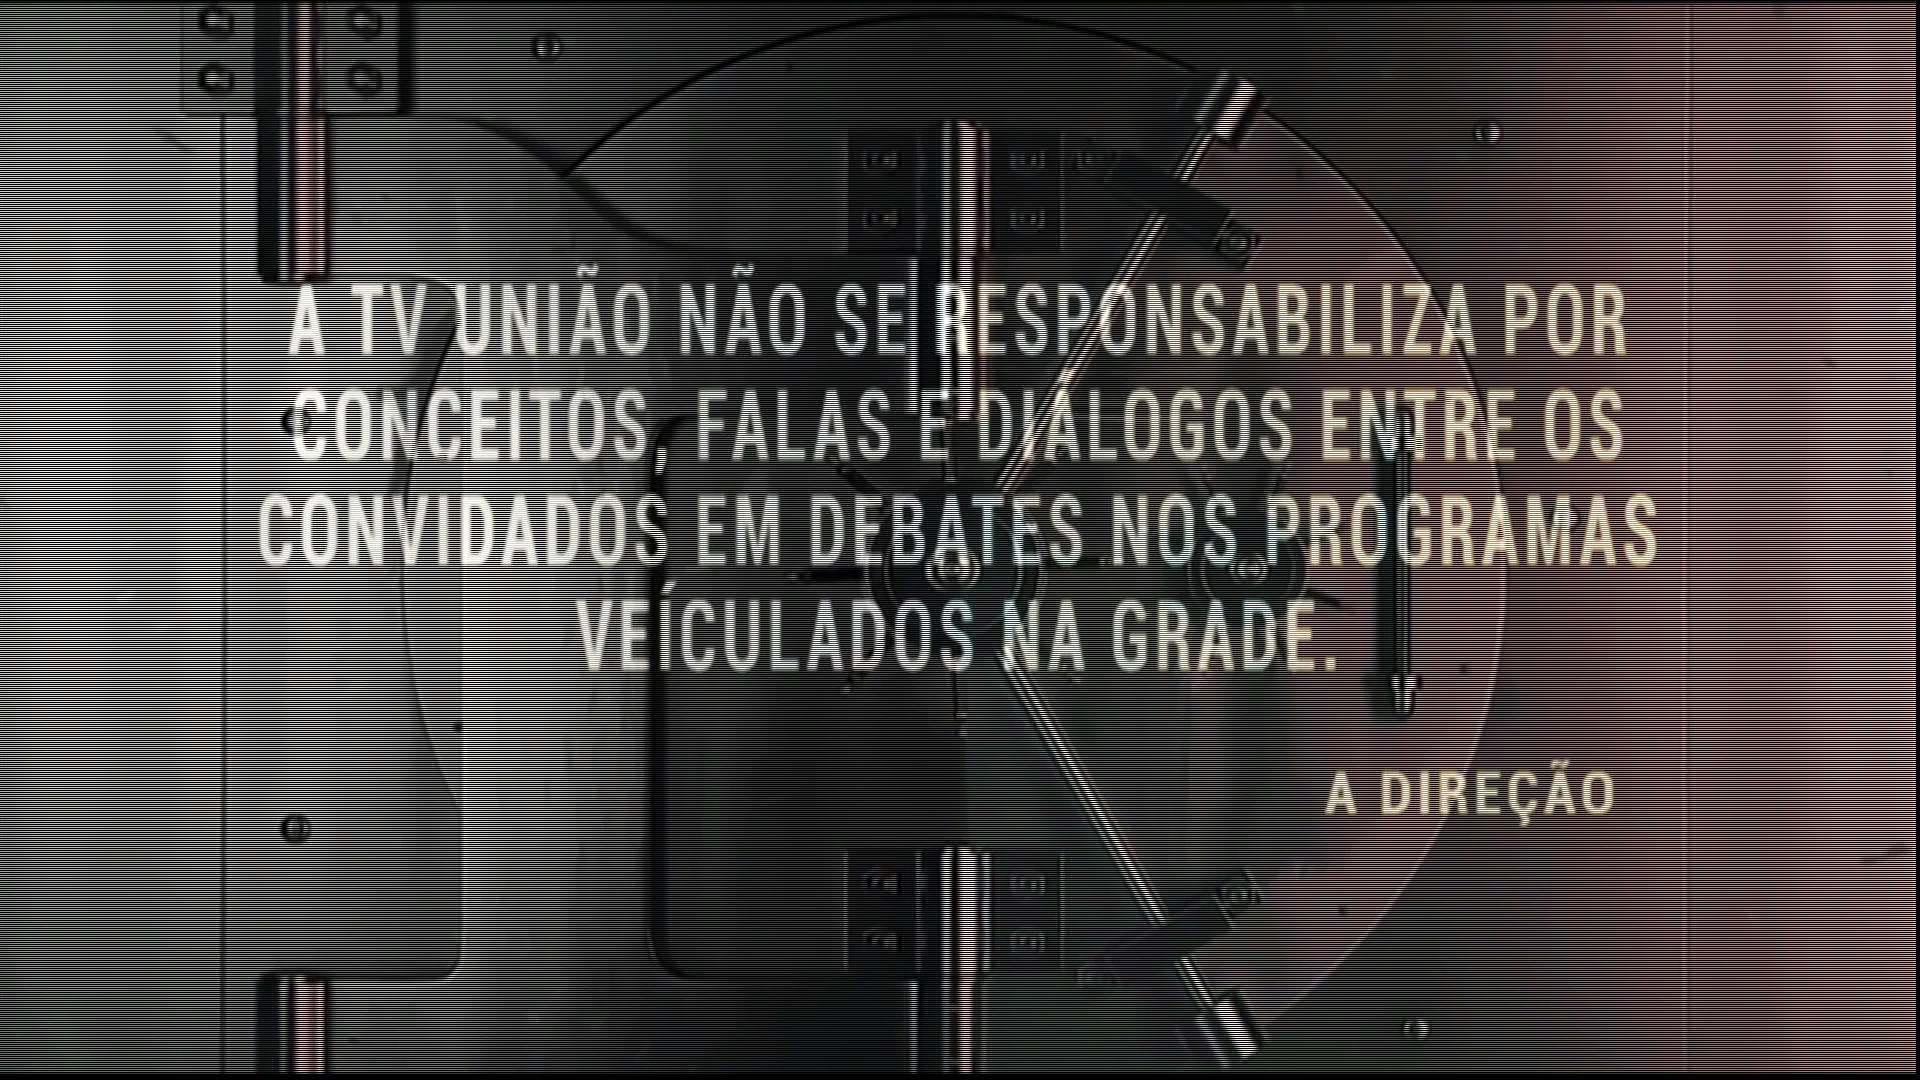 A TV UNIÃO NÃO SE RESPONSABILIZA POR
CONCEITOS, FALAS E DIALOGOS ENTRE OS
CONVIDADOS EM DEBATES NOS PROGRAMAS
VEÍCULADOS NA GRADE.
A DIREÇÃO